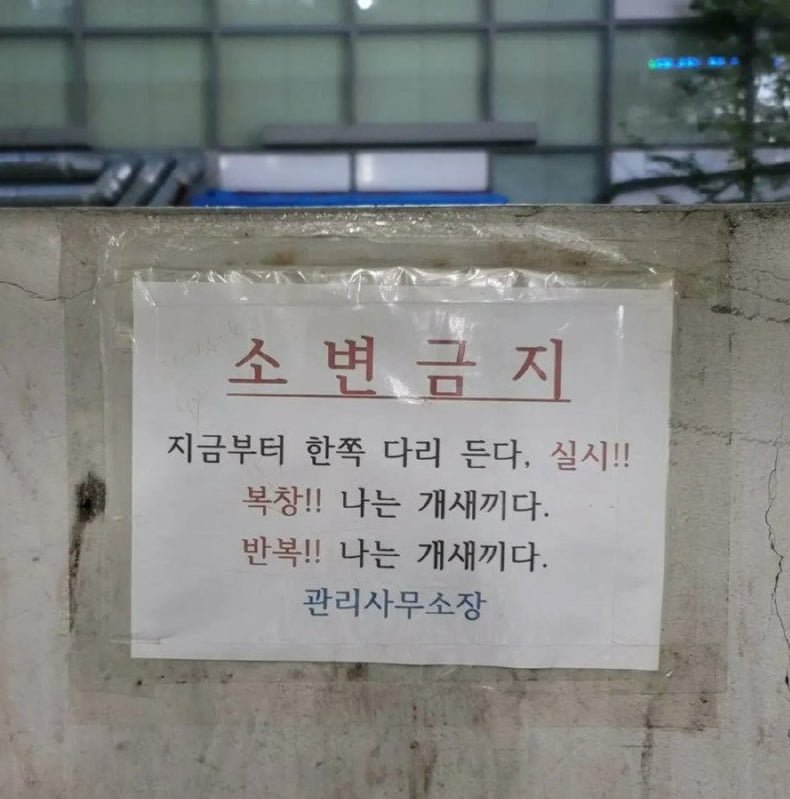 소 변 금 지
지금부터 한쪽 다리 든다, 실시!!
복창!! 나는 개새끼다.
반복!! 나는 개새끼다.
관리사무소장